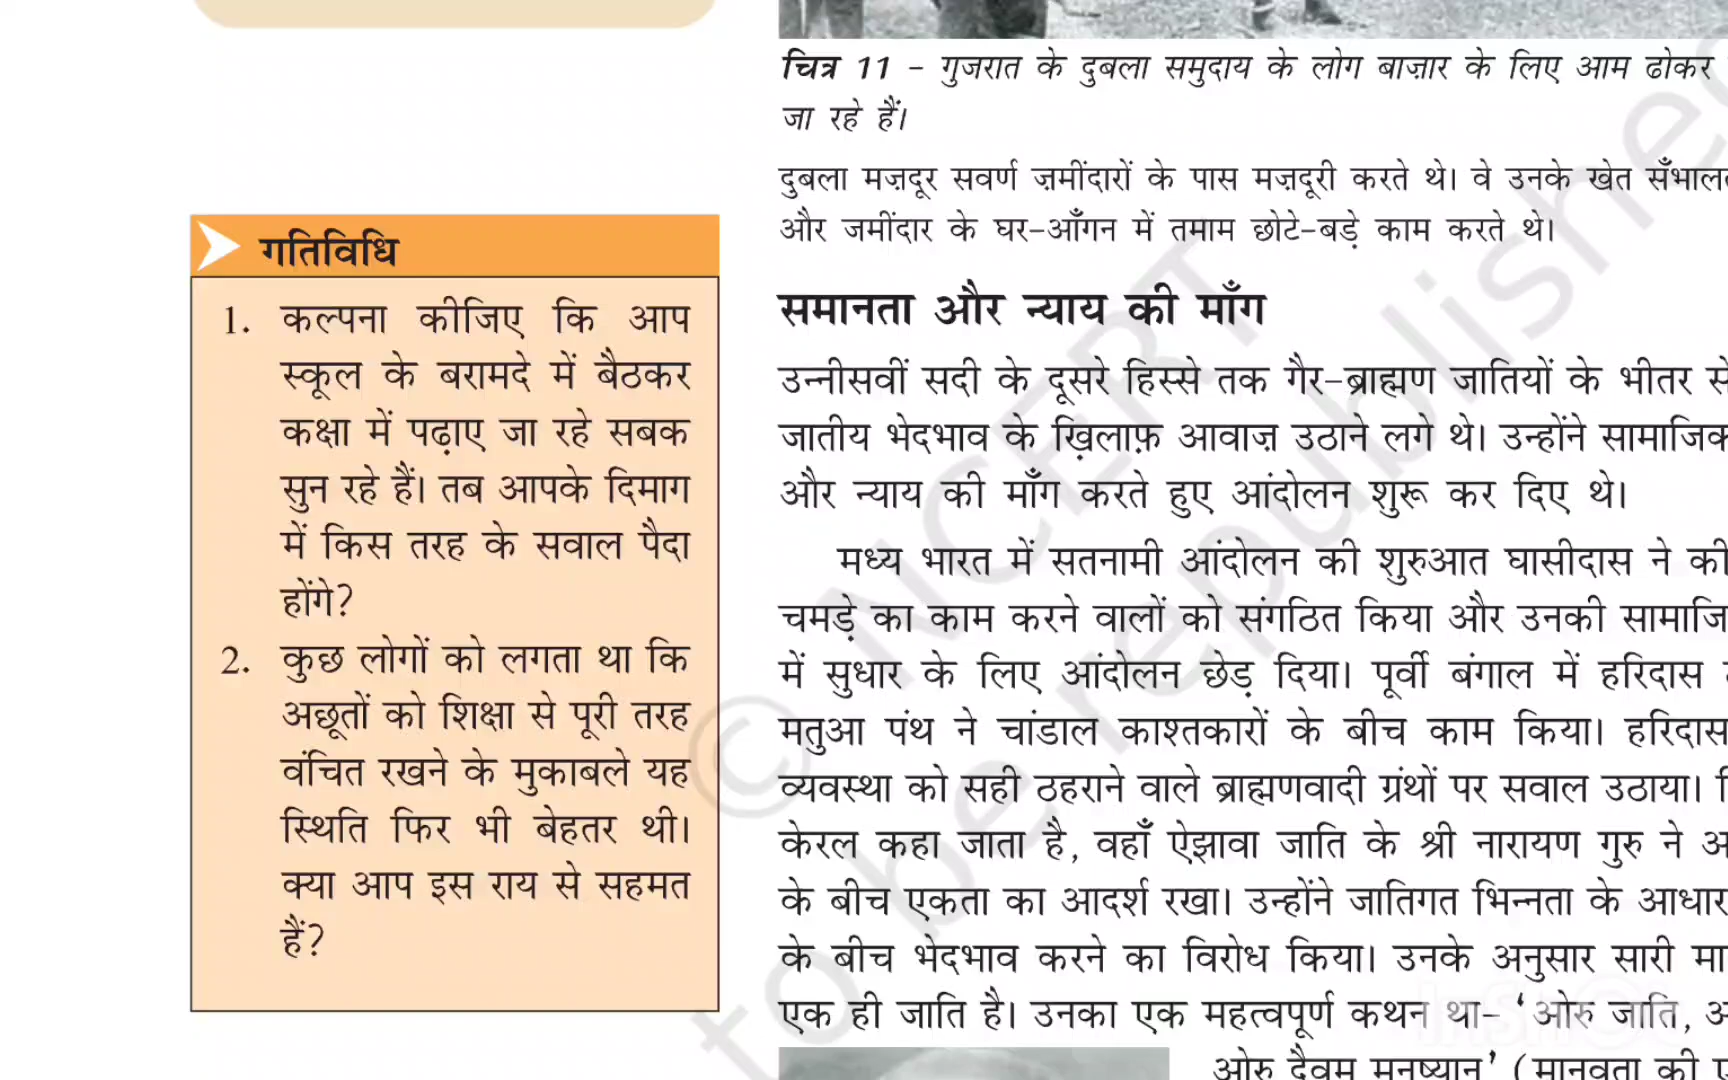 चित्र 11 – गुजरात के दुबला समुदाय के लोग बाज़ार के लिए आम ढोकर
जा रहे हैं।
दुबला मज़दूर सवर्ण ज़मींदारों के पास मज़दूरी करते थे। वे उनके खेत सँभालते
और जमींदार के घर-आँगन में तमाम छोटे-बड़े काम करते थे।
गतिविधि
1. कल्पना कीजिए कि आप
स्कूल के बरामदे में बैठकर
कक्षा में पढ़ाए जा रहे सबक
सुन रहे हैं। तब आपके दिमाग
में किस तरह के सवाल पैदा
होंगे?
2. कुछ लोगों को लगता था कि
अछूतों को शिक्षा से पूरी तरह
वंचित रखने के मुकाबले यह
स्थिति फिर भी बेहतर थी।
क्या आप इस राय से सहमत
हैं?
समानता और न्याय की माँग
उन्नीसवीं सदी के दूसरे हिस्से तक गैर-ब्राह्मण जातियों के भीतर से
जातीय भेदभाव के ख़िलाफ़ आवाज़ उठाने लगे थे। उन्होंने सामाजिक
और न्याय की माँग करते हुए आंदोलन शुरू कर दिए थे।
मध्य भारत में सतनामी आंदोलन की शुरुआत घासीदास ने की
चमड़े का काम करने वालों को संगठित किया और उनकी सामाजि
में सुधार के लिए आंदोलन छेड़ दिया। पूर्वी बंगाल में हरिदास
मतुआ पंथ ने चांडाल काश्तकारों के बीच काम किया। हरिदास
व्यवस्था को सही ठहराने वाले ब्राह्मणवादी ग्रंथों पर सवाल उठाया।
केरल कहा जाता है, वहाँ ऐझावा जाति के श्री नारायण गुरु ने
के बीच एकता का आदर्श रखा। उन्होंने जातिगत भिन्नता के आधार
के बीच भेदभाव करने का विरोध किया। उनके अनुसार सारी
एक ही जाति है। उनका एक महत्वपूर्ण कथन था- ‘ओरु जाति,
ओरु दैवम मनुष्यान’ (मानवता की
© NCERT
to be republished